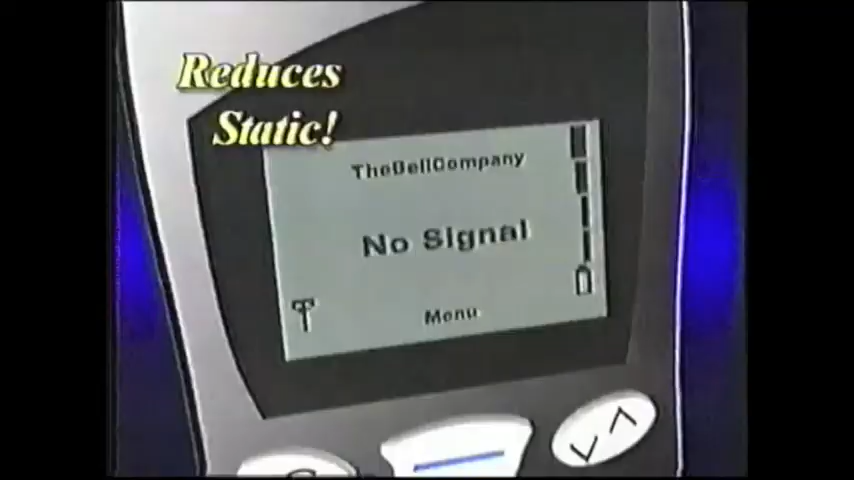 Reduces
Static!
TheBellCompany
No Signal
Menu